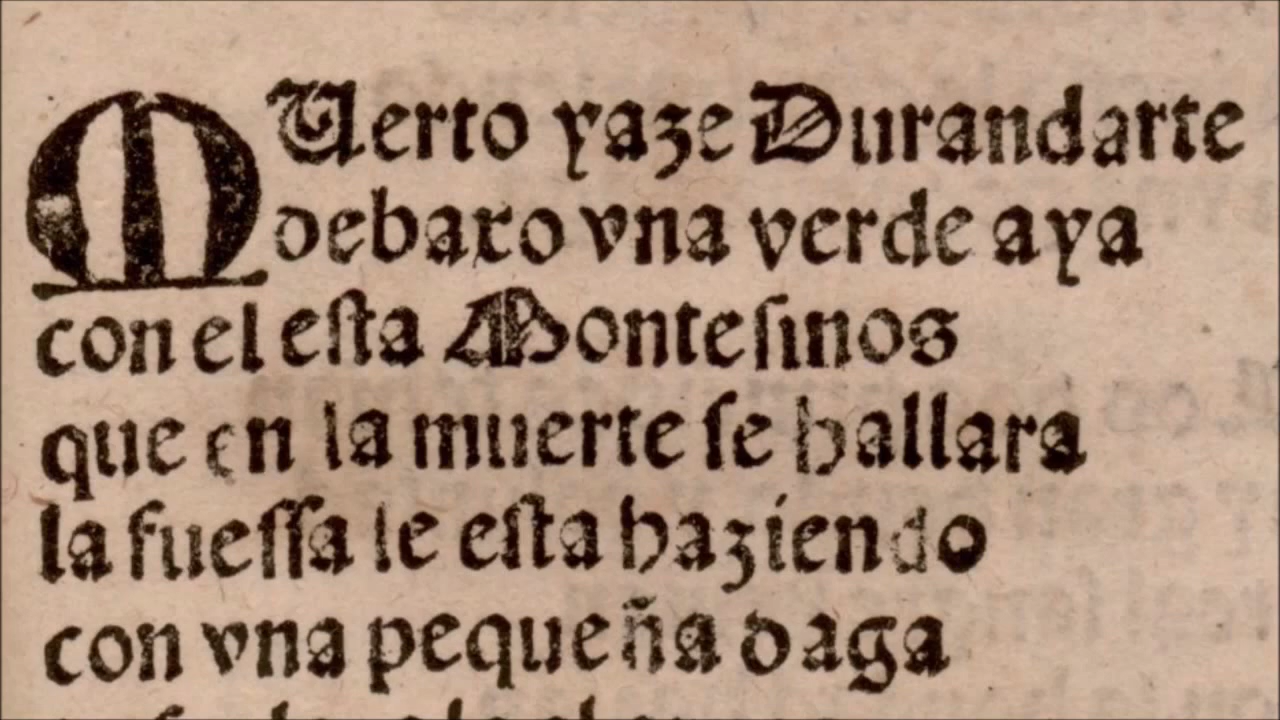 MUerto yaze Durandarte
debaxo vna verde aya
con el esta Monteſinos
que en la muerte ſe hallara
la fueſſa le eſta haziendo
con vna pequeña daga